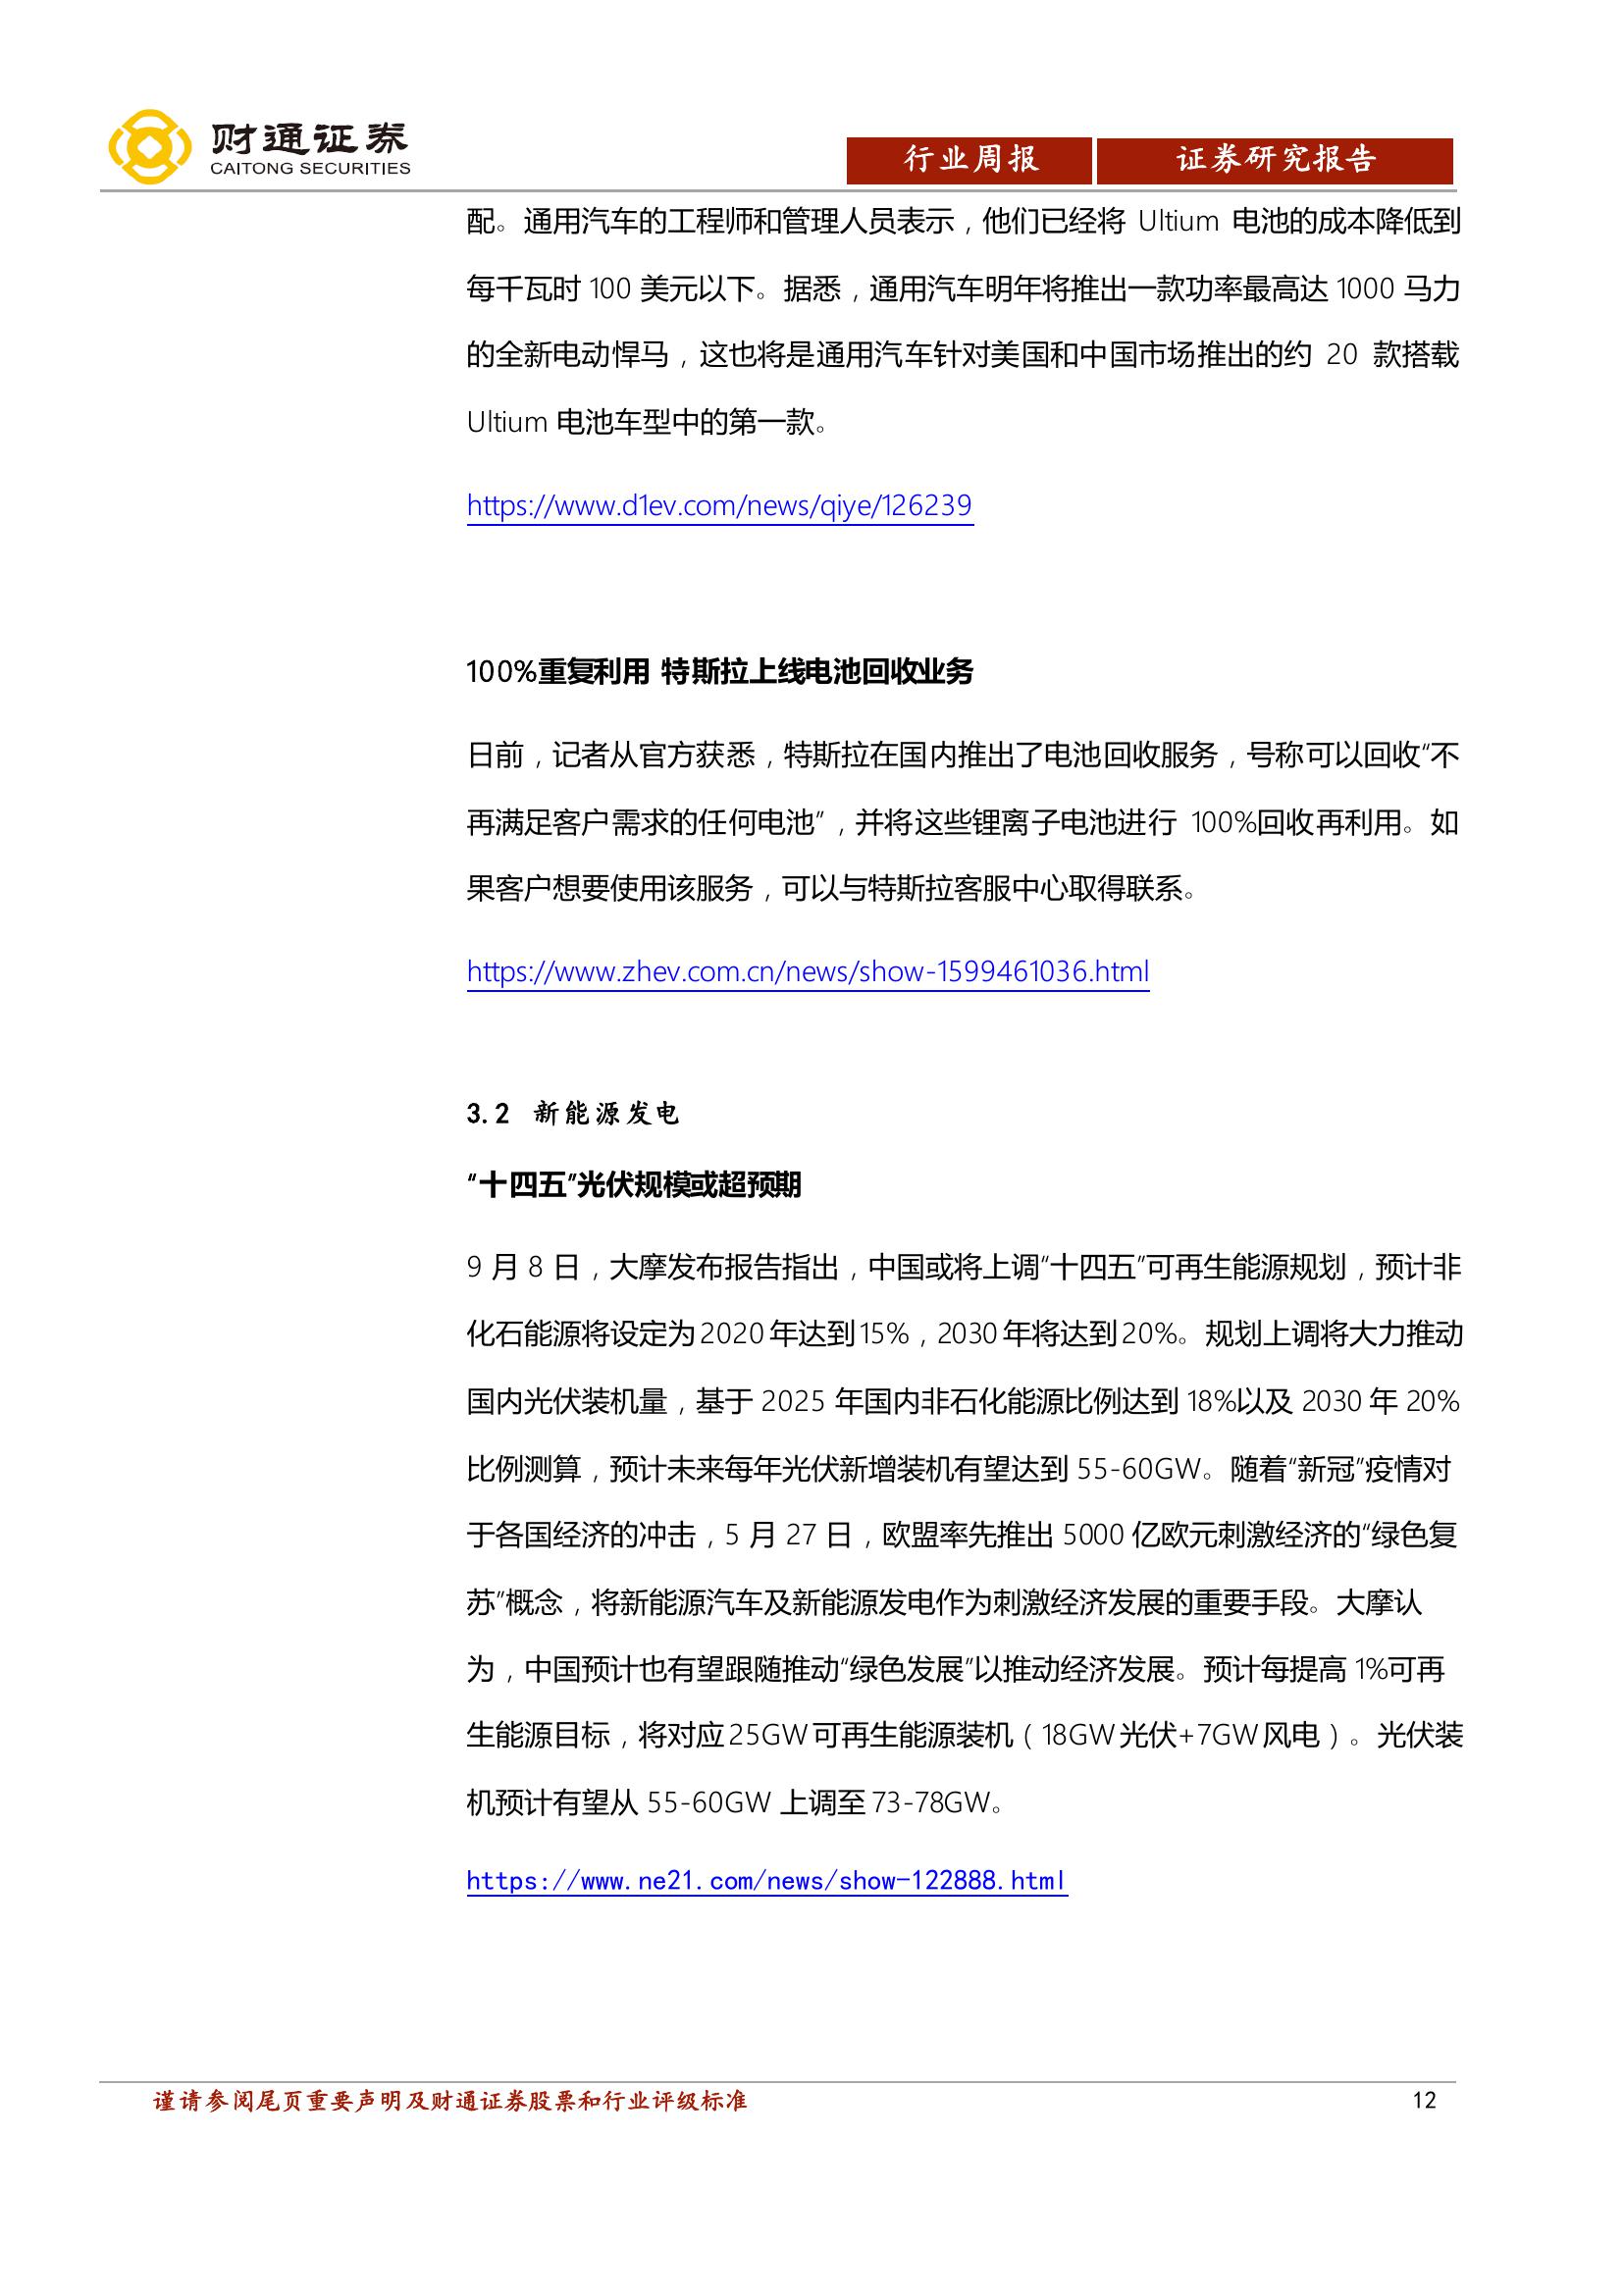 财通证券
CAITONG SECURITIES
行业周报
证券研究报告
配。通用汽车的工程师和管理人员表示，他们已经将 Ultium 电池的成本降低到
每千瓦时 100 美元以下。据悉，通用汽车明年将推出一款功率最高达 1000 马力
的全新电动悍马，这也将是通用汽车针对美国和中国市场推出的约 20 款搭载
Ultium 电池车型中的第一款。
https://www.d1ev.com/news/qiye/126239
100%重复利用 特斯拉上线电池回收业务
日前，记者从官方获悉，特斯拉在国内推出了电池回收服务，号称可以回收“不
再满足客户需求的任何电池”，并将这些锂离子电池进行 100%回收再利用。如
果客户想要使用该服务，可以与特斯拉客服中心取得联系。
https://www.zhev.com.cn/news/show-1599461036.html
3.2 新能源发电
“十四五”光伏规模或超预期
9 月 8 日，大摩发布报告指出，中国或将上调“十四五”可再生能源规划，预计非
化石能源将设定为 2020 年达到 15%，2030 年将达到 20%。规划上调将大力推动
国内光伏装机量，基于 2025 年国内非石化能源比例达到 18%以及 2030 年 20%
比例测算，预计未来每年光伏新增装机有望达到 55-60GW。随着“新冠”疫情对
于各国经济的冲击，5 月 27 日，欧盟率先推出 5000 亿欧元刺激经济的“绿色复
苏”概念，将新能源汽车及新能源发电作为刺激经济发展的重要手段。大摩认
为，中国预计也有望跟随推动“绿色发展”以推动经济发展。预计每提高 1%可再
生能源目标，将对应 25GW 可再生能源装机（18GW 光伏+7GW 风电）。光伏装
机预计有望从 55-60GW 上调至 73-78GW。
https://www.ne21.com/news/show-122888.html
谨请参阅尾页重要声明及财通证券股票和行业评级标准
12